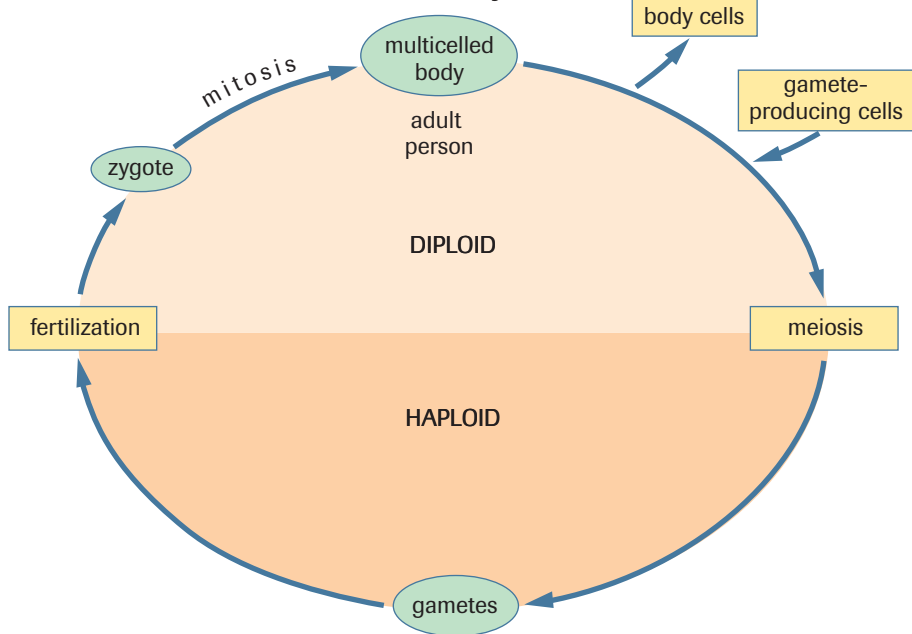 body cells
multicelled
body
mitosis
gamete-
producing cells
adult
person
zygote
DIPLOID
fertilization
meiosis
HAPLOID
gametes